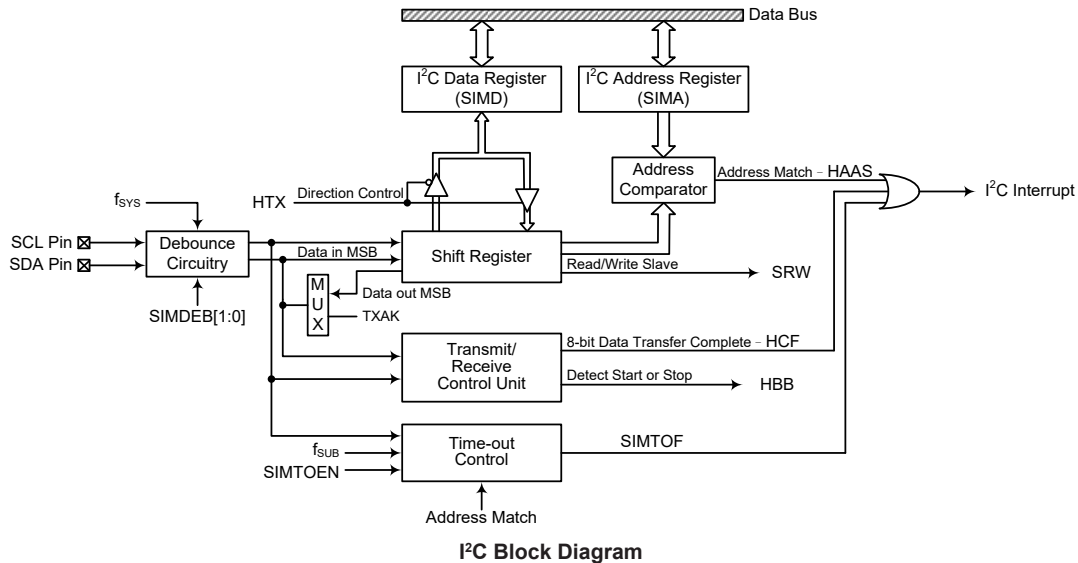 Data Bus
I²C Data Register
(SIMD)
I²C Address Register
(SIMA)
Address
Comparator
Address Match - HAAS
I²C Interrupt
HTX
Direction Control
fSYS
SCL Pin
SDA Pin
Debounce
Circuitry
SIMDEB[1:0]
Data in MSB
Shift Register
Read/Write Slave
SRW
MUX
Data out MSB
TXAK
Transmit/
Receive
Control Unit
8-bit Data Transfer Complete - HCF
Detect Start or Stop
HBB
fSUB
SIMTOEN
Time-out
Control
SIMTOF
Address Match
I²C Block Diagram